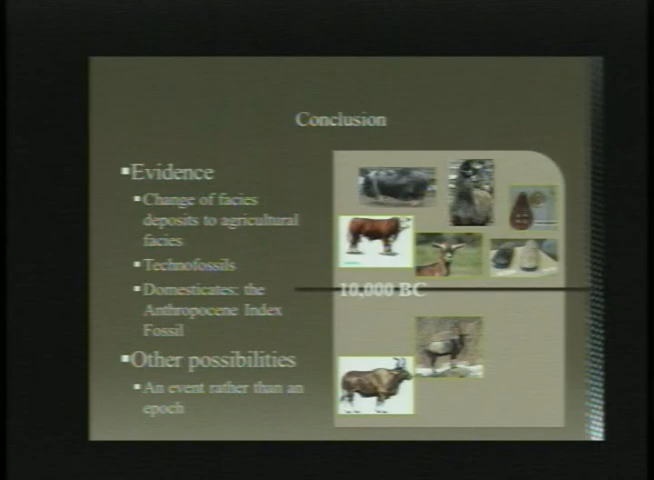 Conclusion
Evidence
Change of facies
deposits to agricultural
facies
Technofossils
Domesticates: the
Anthropocene Index
Fossil
Other possibilities
An event rather than an
epoch
10,000 BC